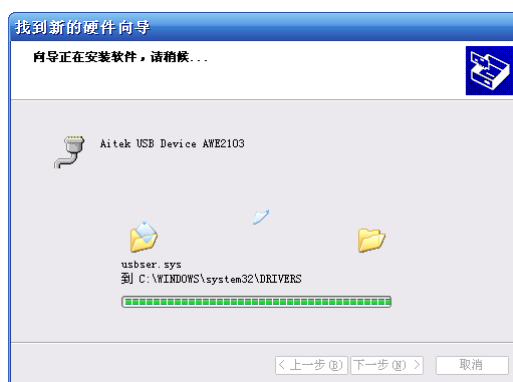 找到新的硬件向导
向导正在安装软件，请稍候...
Aitek USB Device AWE2103
usbser.sys
到 C:\WINDOWS\system32\DRIVERS
< 上一步(B) 下一步(N) > 取消